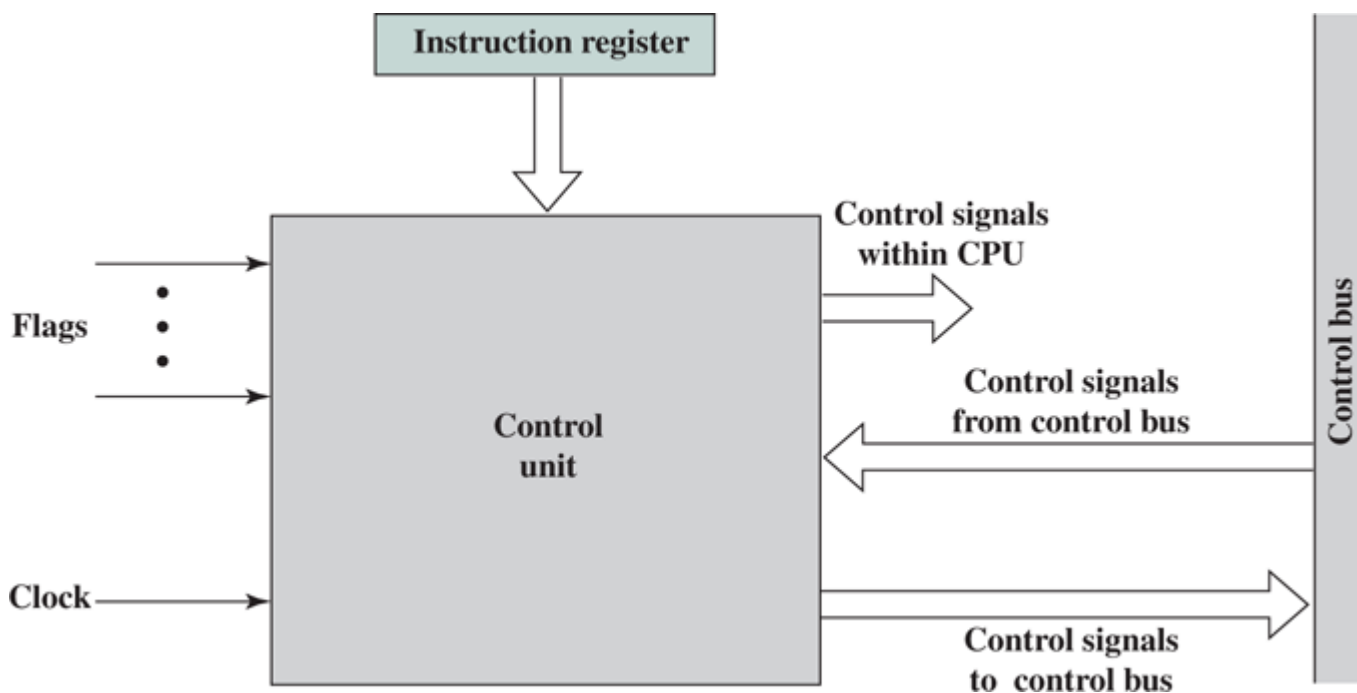 Instruction register
Control signals
within CPU
Flags
Control signals
from control bus
Control bus
Control
unit
Clock
Control signals
to control bus